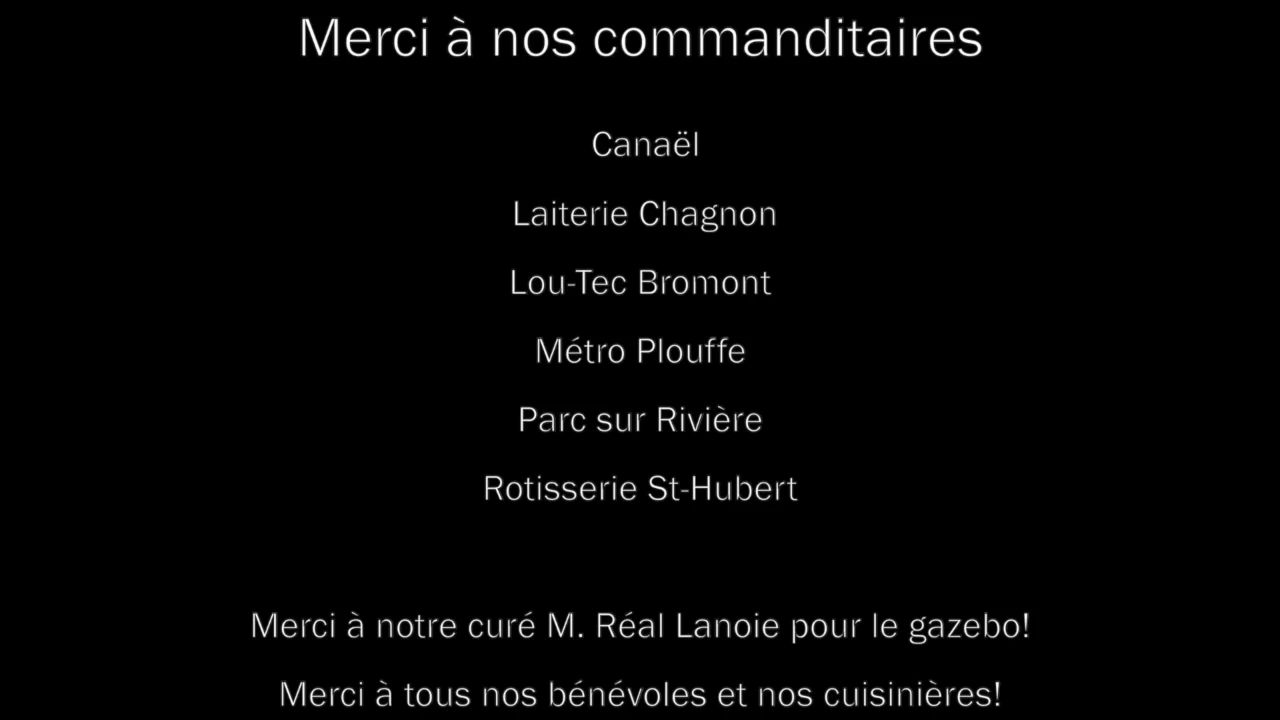 Merci à nos commanditaires
Canaël
Laiterie Chagnon
Lou-Tec Bromont
Métro Plouffe
Parc sur Rivière
Rotisserie St-Hubert
Merci à notre curé M. Réal Lanoie pour le gazebo!
Merci à tous nos bénévoles et nos cuisinières!